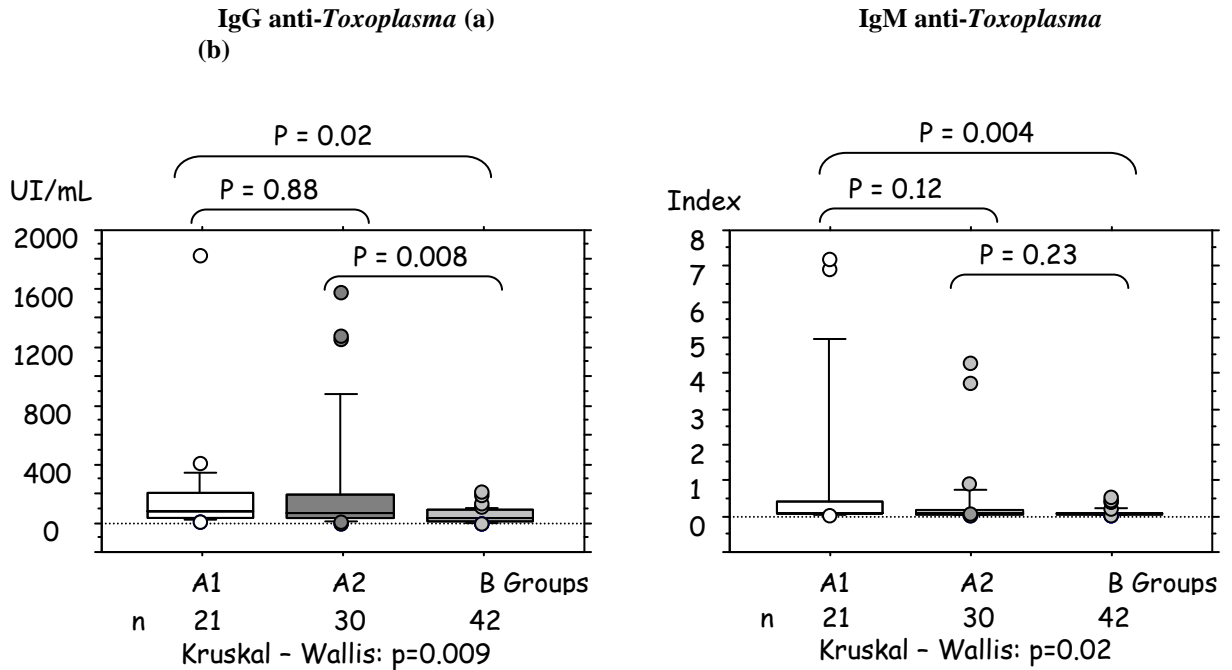 IgG anti-Toxoplasma (a)
(b)
IgM anti-Toxoplasma
P = 0.02
P = 0.88
P = 0.008
UI/mL
2000
1600
1200
800
400
0
A1 A2 B Groups
n 21 30 42
Kruskal – Wallis: p=0.009
P = 0.004
P = 0.12
P = 0.23
Index
8
7
6
5
4
3
2
1
0
A1 A2 B Groups
n 21 30 42
Kruskal – Wallis: p=0.02